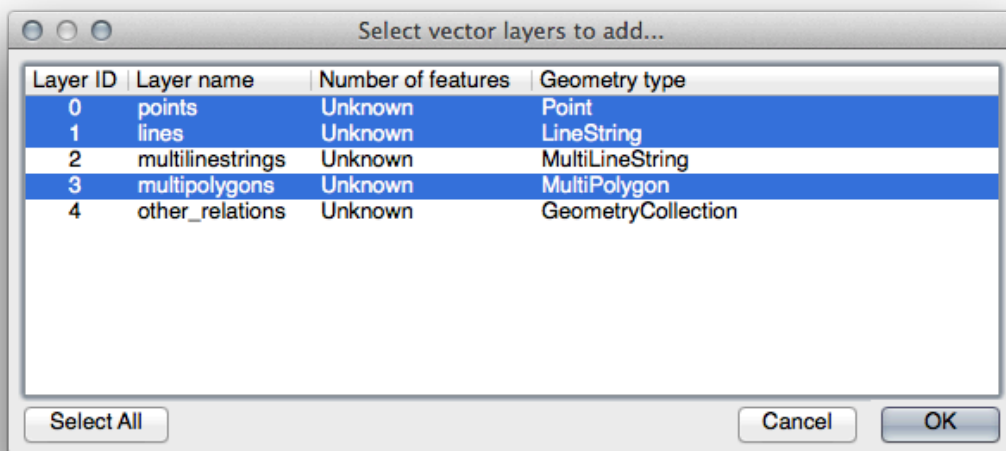 Select vector layers to add...
Layer ID Layer name Number of features Geometry type
0 points Unknown Point
1 lines Unknown LineString
2 multilinestrings Unknown MultiLineString
3 multipolygons Unknown MultiPolygon
4 other_relations Unknown GeometryCollection
Select All Cancel OK